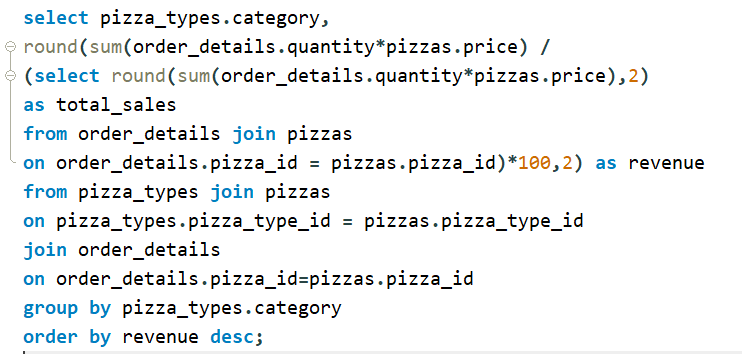 select pizza_types.category,
round(sum(order_details.quantity*pizzas.price) /
(select round(sum(order_details.quantity*pizzas.price),2)
as total_sales
from order_details join pizzas
on order_details.pizza_id = pizzas.pizza_id)*100,2) as revenue
from pizza_types join pizzas
on pizza_types.pizza_type_id = pizzas.pizza_type_id
join order_details
on order_details.pizza_id=pizzas.pizza_id
group by pizza_types.category
order by revenue desc;